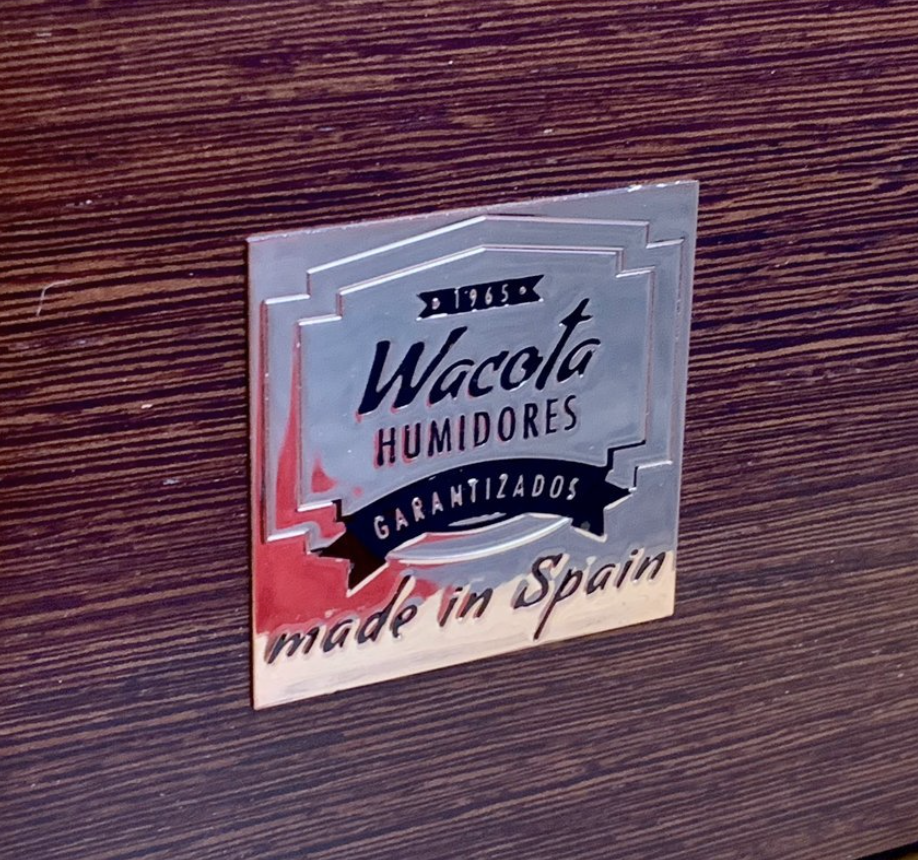 1965
Wacota
HUMIDORES
GARANTIZADOS
made in Spain